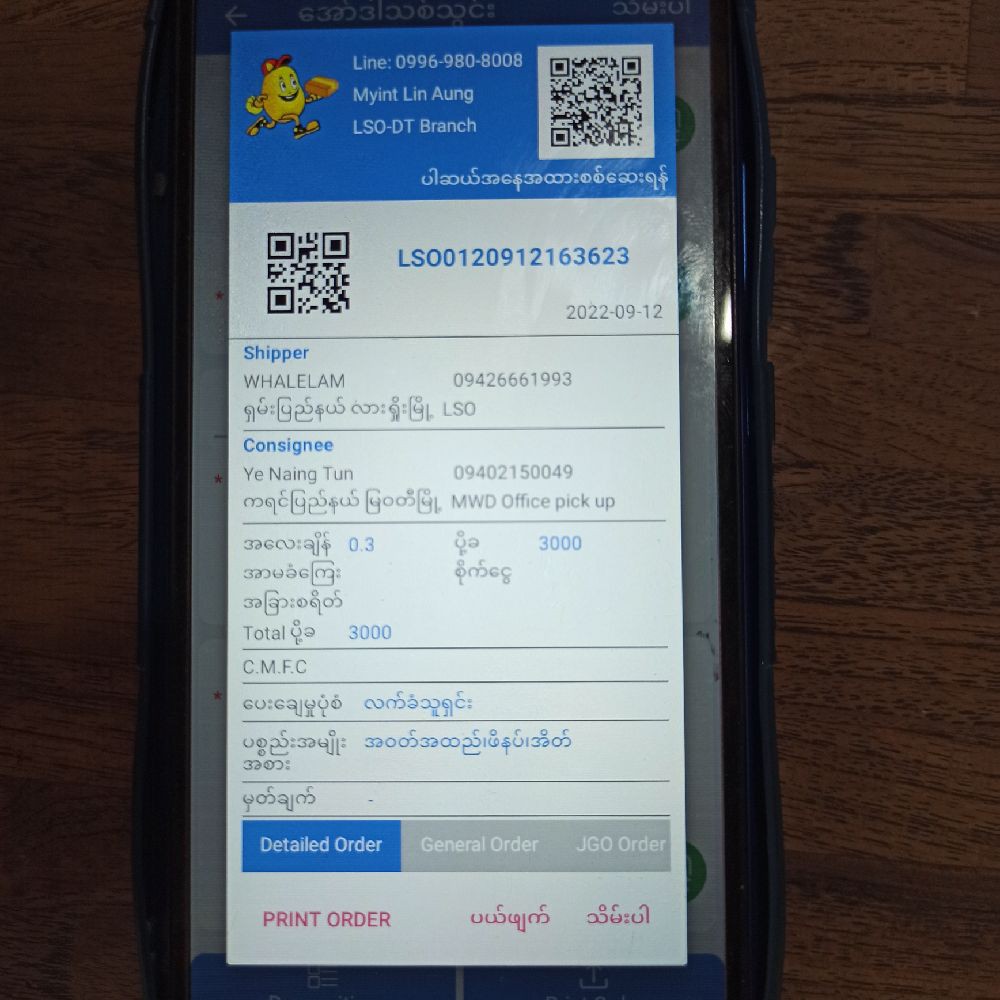 အော်ဒါသစ်သွင်း သိမ်းပါ
Line: 0996-980-8008
Myint Lin Aung
LSO-DT Branch
ပါဆယ်အနေအထားစစ်ဆေးရန်
LSO0120912163623
2022-09-12
Shipper
WHALELAM 09426661993
ရှမ်းပြည်နယ် လားရှိုးမြို့ LSO
Consignee
Ye Naing Tun 09402150049
ကရင်ပြည်နယ် မြဝတီမြို့ MWD Office pick up
အလေးချိန် 0.3 ပို့ခ 3000
အာမခံကြေး စိုက်ငွေ
အခြားစရိတ်
Total ပို့ခ 3000
C.M.F.C
ပေးချေမှုပုံစံ လက်ခံသူရှင်း
ပစ္စည်းအမျိုး အဝတ်အထည်၊ဖိနပ်၊အိတ်
အစား
မှတ်ချက် -
Detailed Order General Order JGO Order
PRINT ORDER ပယ်ဖျက် သိမ်းပါ